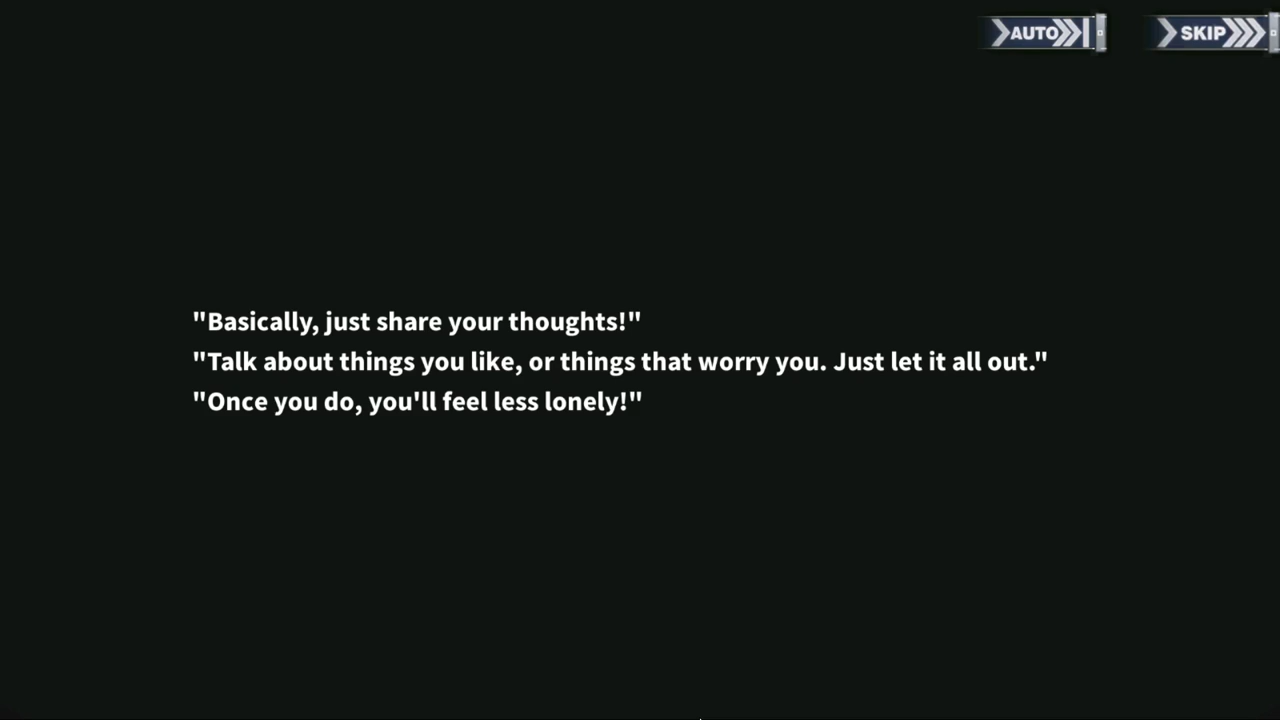 AUTO
SKIP
"Basically, just share your thoughts!"
"Talk about things you like, or things that worry you. Just let it all out."
"Once you do, you'll feel less lonely!"